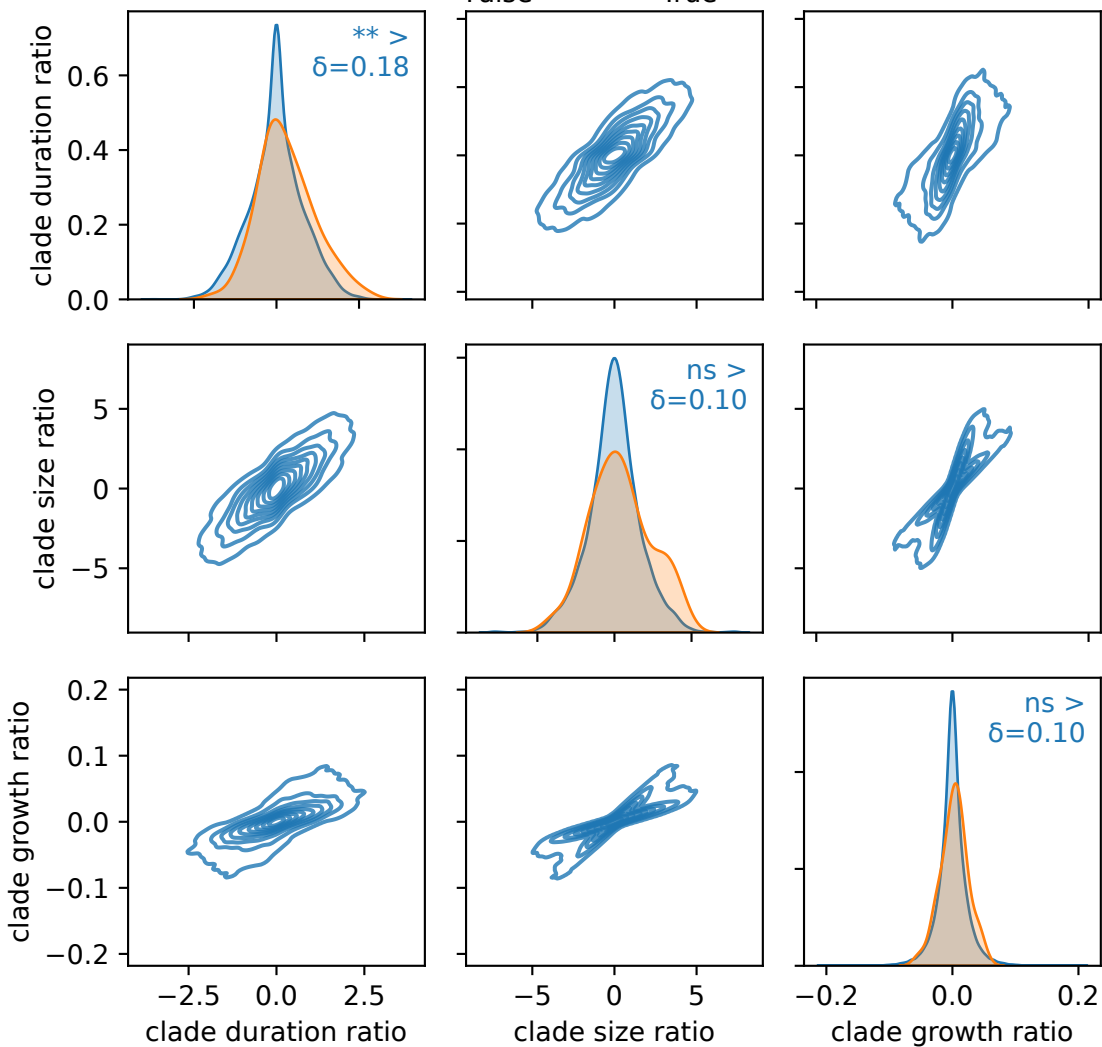 False True
** >
δ=0.18
clade duration ratio
0.6
0.4
0.2
0.0
ns >
δ=0.10
clade size ratio
5
0
−5
ns >
δ=0.10
clade growth ratio
0.2
0.1
0.0
−0.1
−0.2
−2.5 0.0 2.5 −5 0 5 −0.2 0.0 0.2
clade duration ratio clade size ratio clade growth ratio